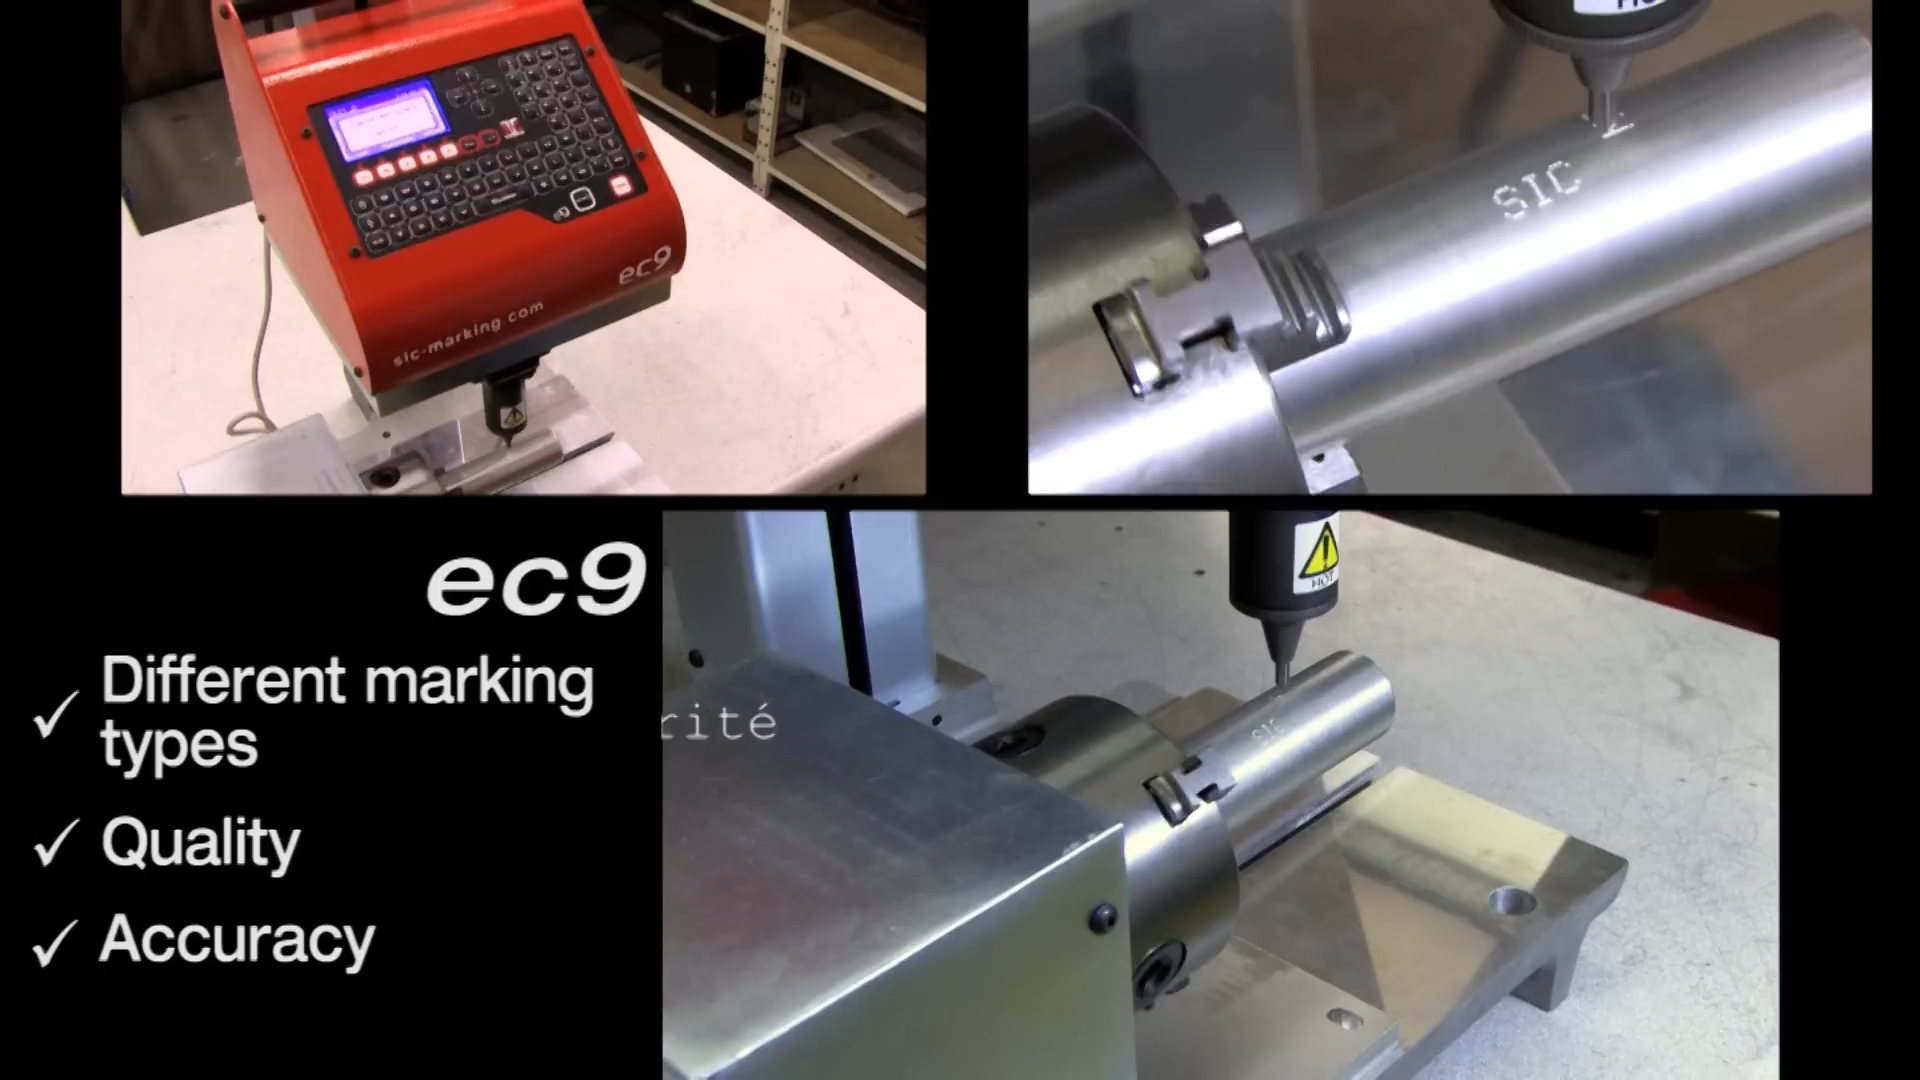 ec9
sic-marking.com
SIC
ec9
Different marking
types
Quality
Accuracy
rité
HOT
SIC